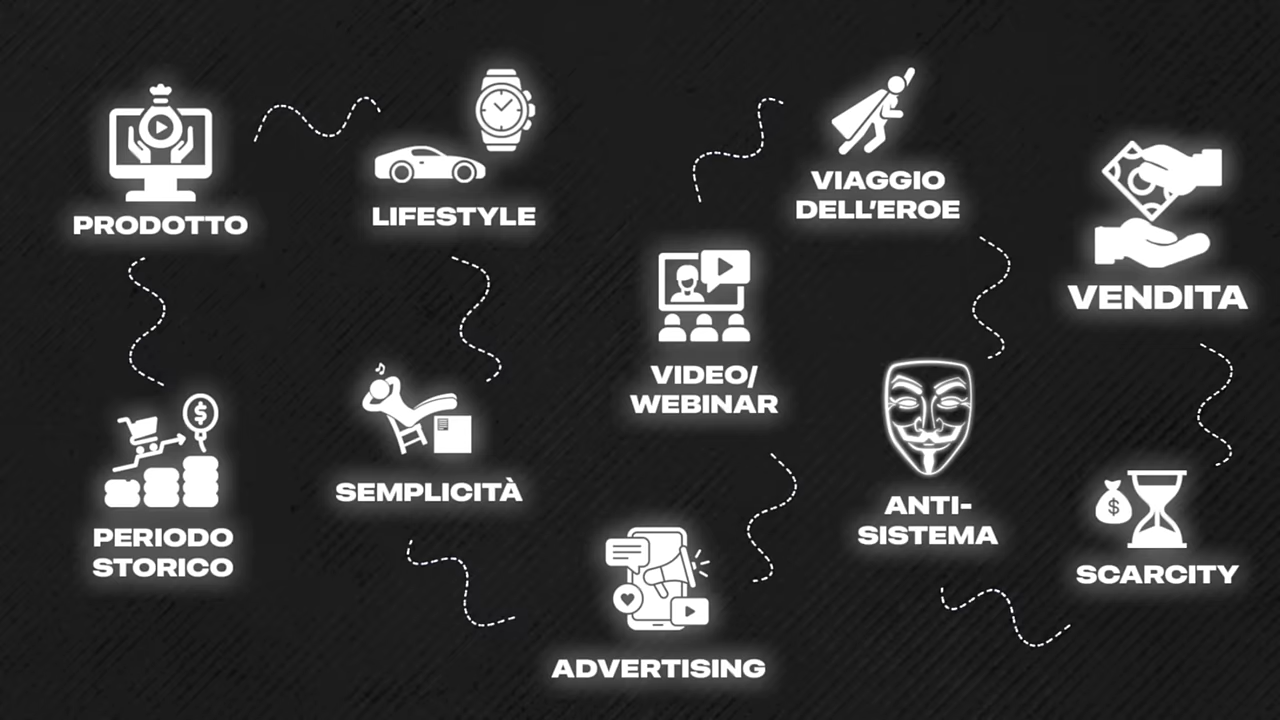 PRODOTTO
LIFESTYLE
VIAGGIO
DELL'EROE
VENDITA
VIDEO/
WEBINAR
SEMPLICITÀ
ANTI-
SISTEMA
PERIODO
STORICO
SCARCITY
ADVERTISING